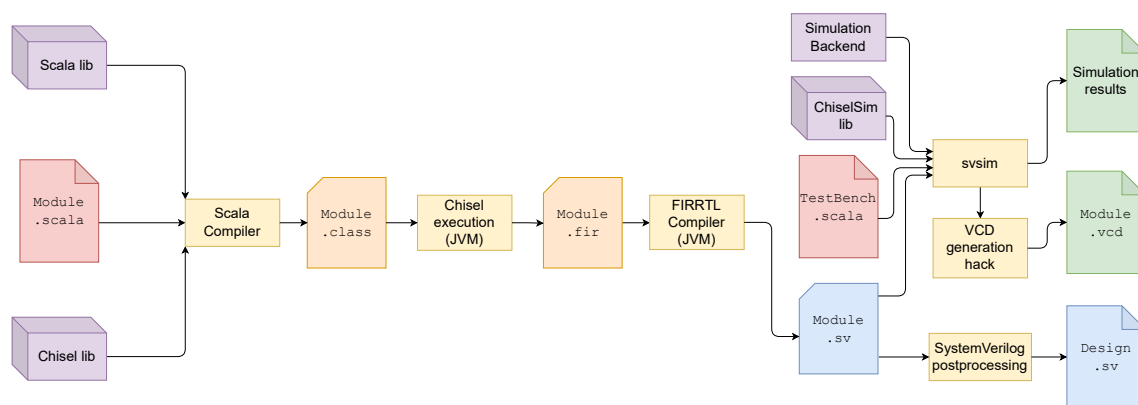 Scala lib
Module
.scala
Chisel lib
Scala
Compiler
Module
.class
Chisel
execution
(JVM)
Module
.fir
FIRRTL
Compiler
(JVM)
Simulation
Backend
ChiselSim
lib
TestBench
.scala
Module
.sv
svsim
VCD
generation
hack
SystemVerilog
postprocessing
Simulation
results
Module
.vcd
Design
.sv